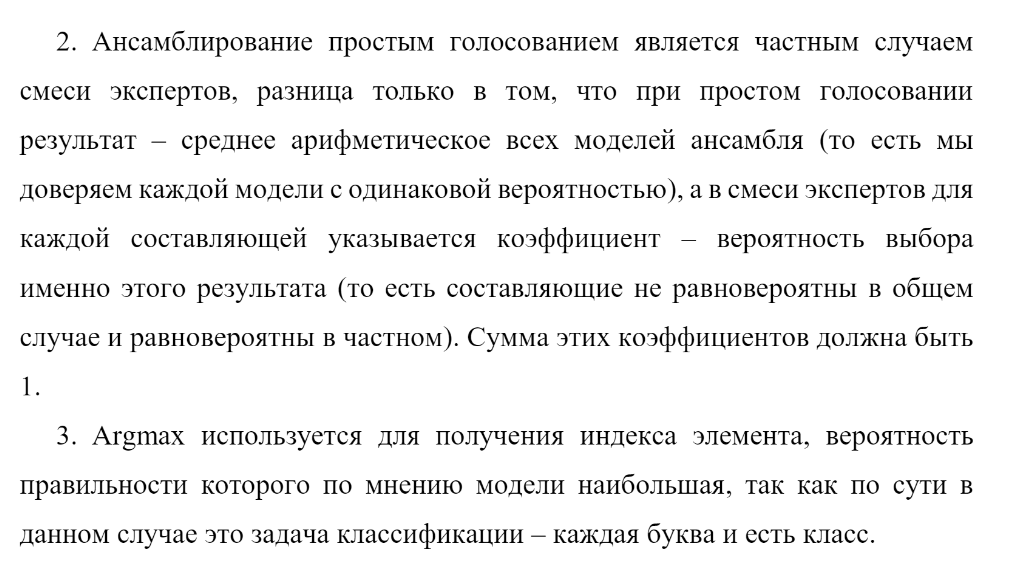 2. Ансамблирование простым голосованием является частным случаем
смеси экспертов, разница только в том, что при простом голосовании
результат – среднее арифметическое всех моделей ансамбля (то есть мы
доверяем каждой модели с одинаковой вероятностью), а в смеси экспертов для
каждой составляющей указывается коэффициент – вероятность выбора
именно этого результата (то есть составляющие не равновероятны в общем
случае и равновероятны в частном). Сумма этих коэффициентов должна быть
1.
3. Argmax используется для получения индекса элемента, вероятность
правильности которого по мнению модели наибольшая, так как по сути в
данном случае это задача классификации – каждая буква и есть класс.